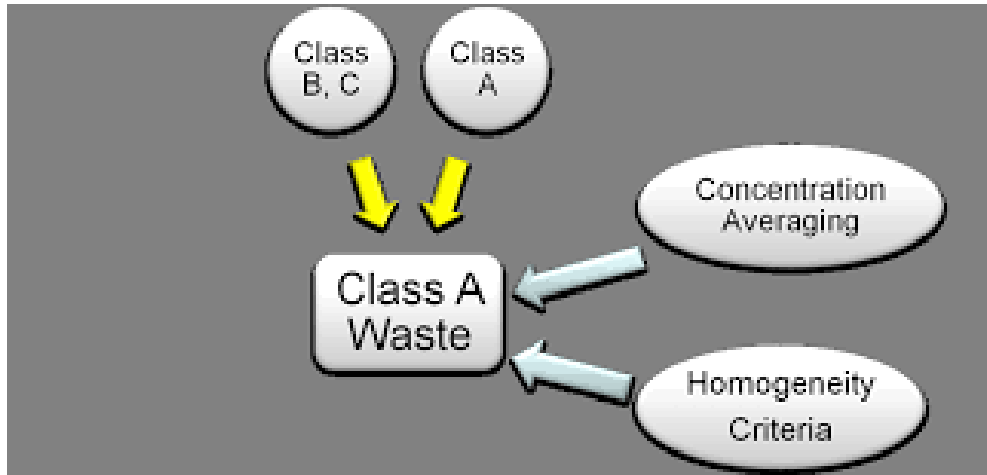 Class
B, C
Class
A
Concentration
Averaging
Class A
Waste
Homogeneity
Criteria